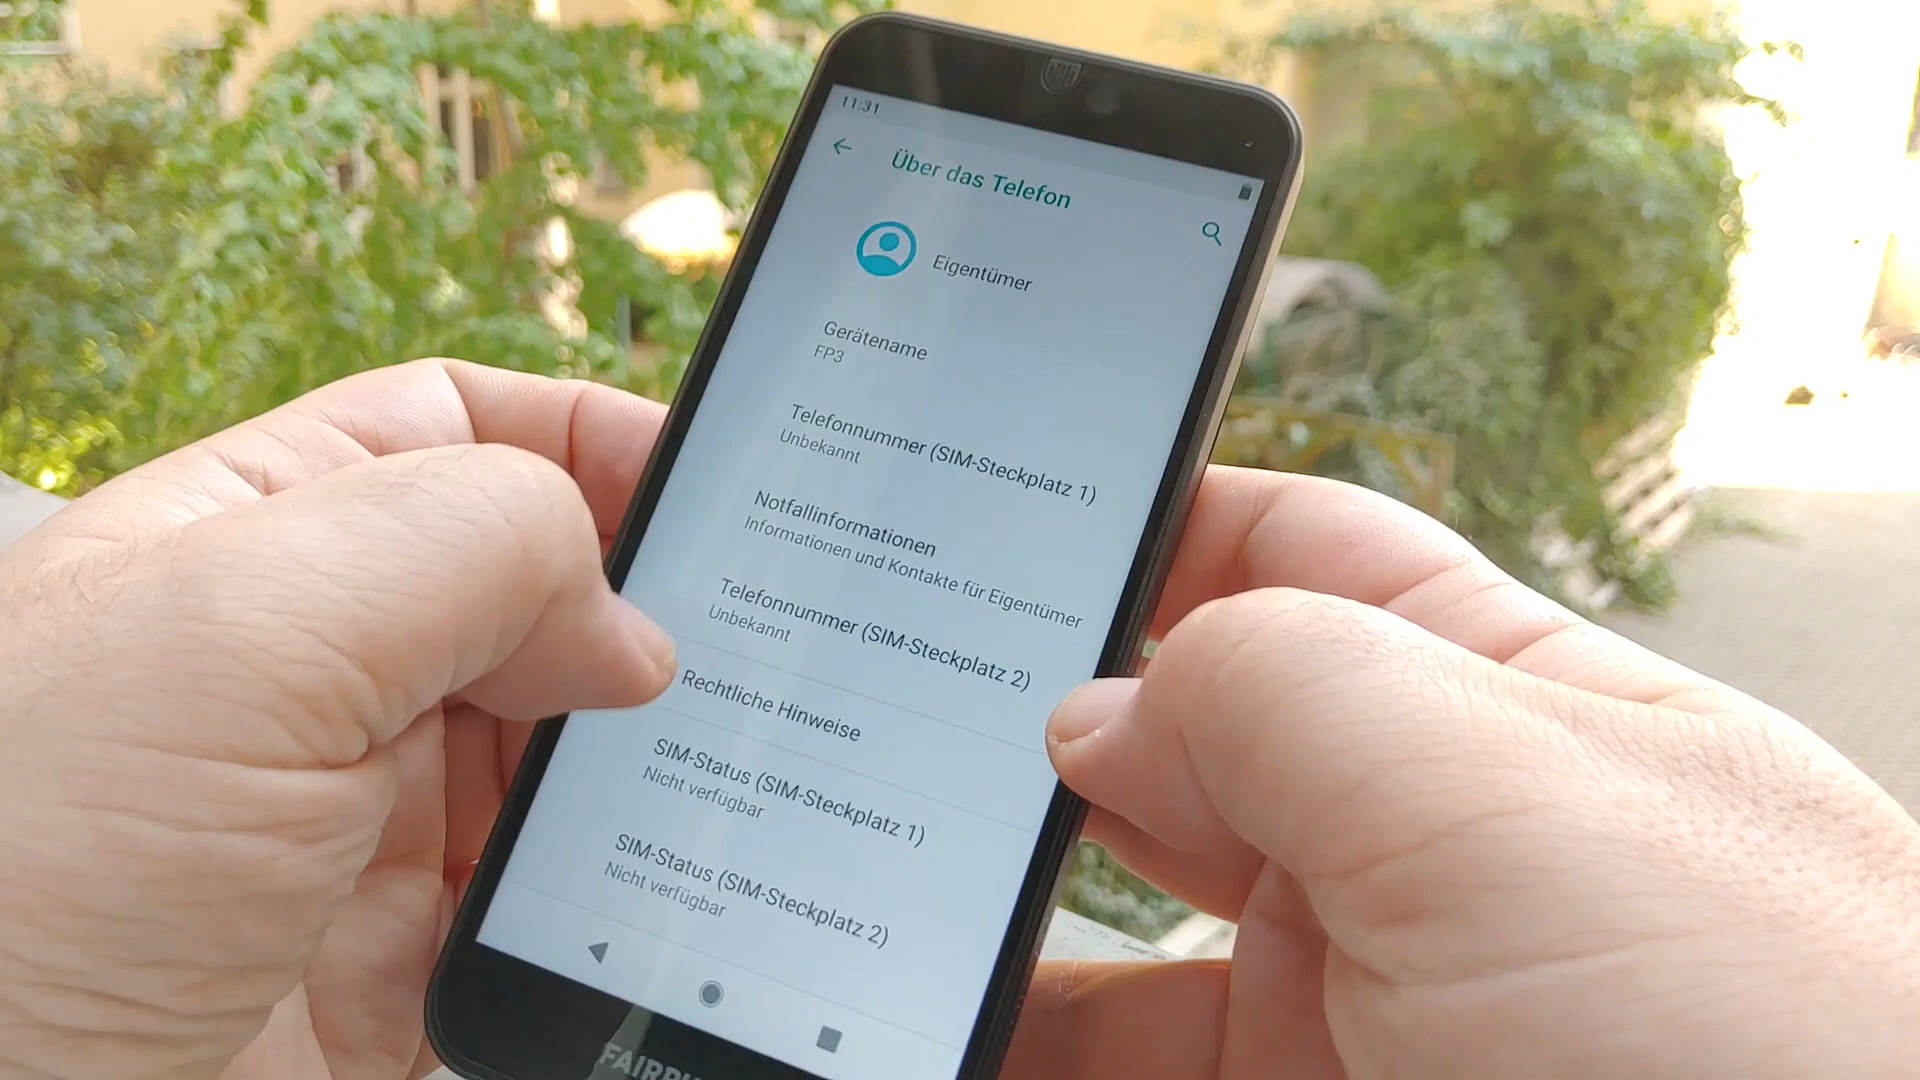 11:31
Über das Telefon
Eigentümer
Gerätename
FP3
Telefonnummer (SIM-Steckplatz 1)
Unbekannt
Notfallinformationen
Informationen und Kontakte für Eigentümer
Telefonnummer (SIM-Steckplatz 2)
Unbekannt
Rechtliche Hinweise
SIM-Status (SIM-Steckplatz 1)
Nicht verfügbar
SIM-Status (SIM-Steckplatz 2)
Nicht verfügbar